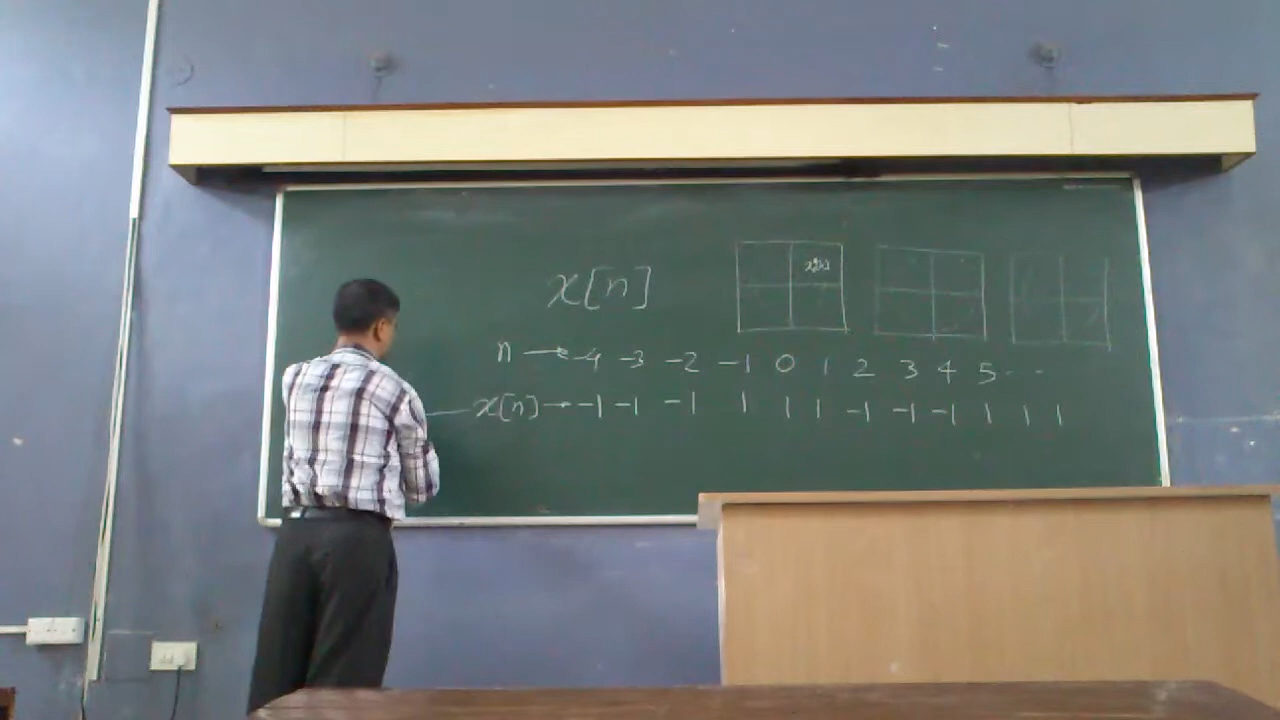 x[n]
n → -4 -3 -2 -1 0 1 2 3 4 5 ...
x[n] → -1 -1 -1 1 1 1 -1 -1 -1 1 1 1